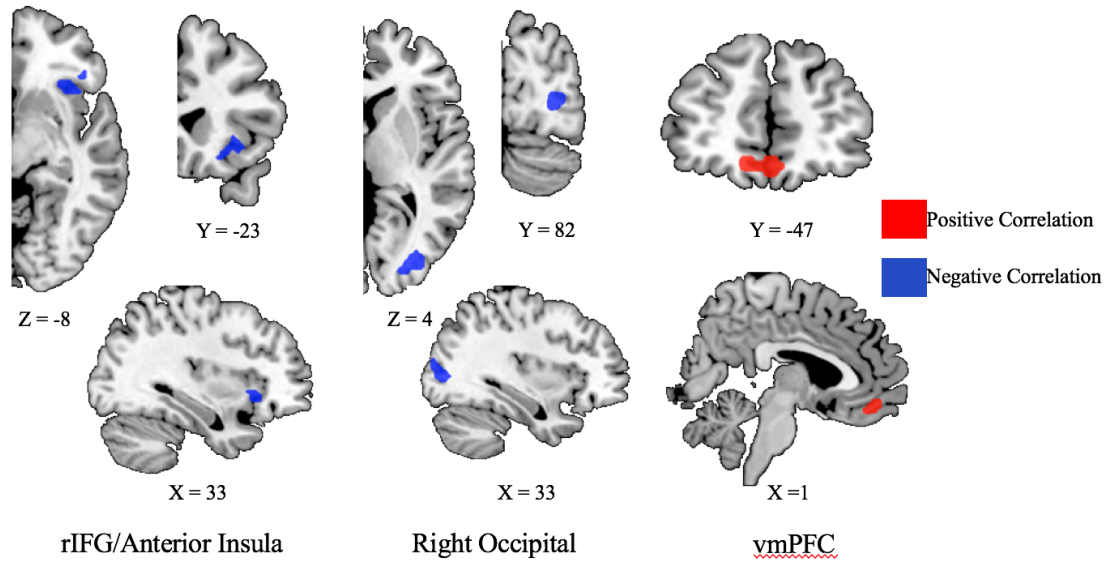 Y = -23
Y = 82
Y = -47
Positive Correlation
Negative Correlation
Z = -8
Z = 4
X = 33
X = 33
X =1
rIFG/Anterior Insula
Right Occipital
vmPFC